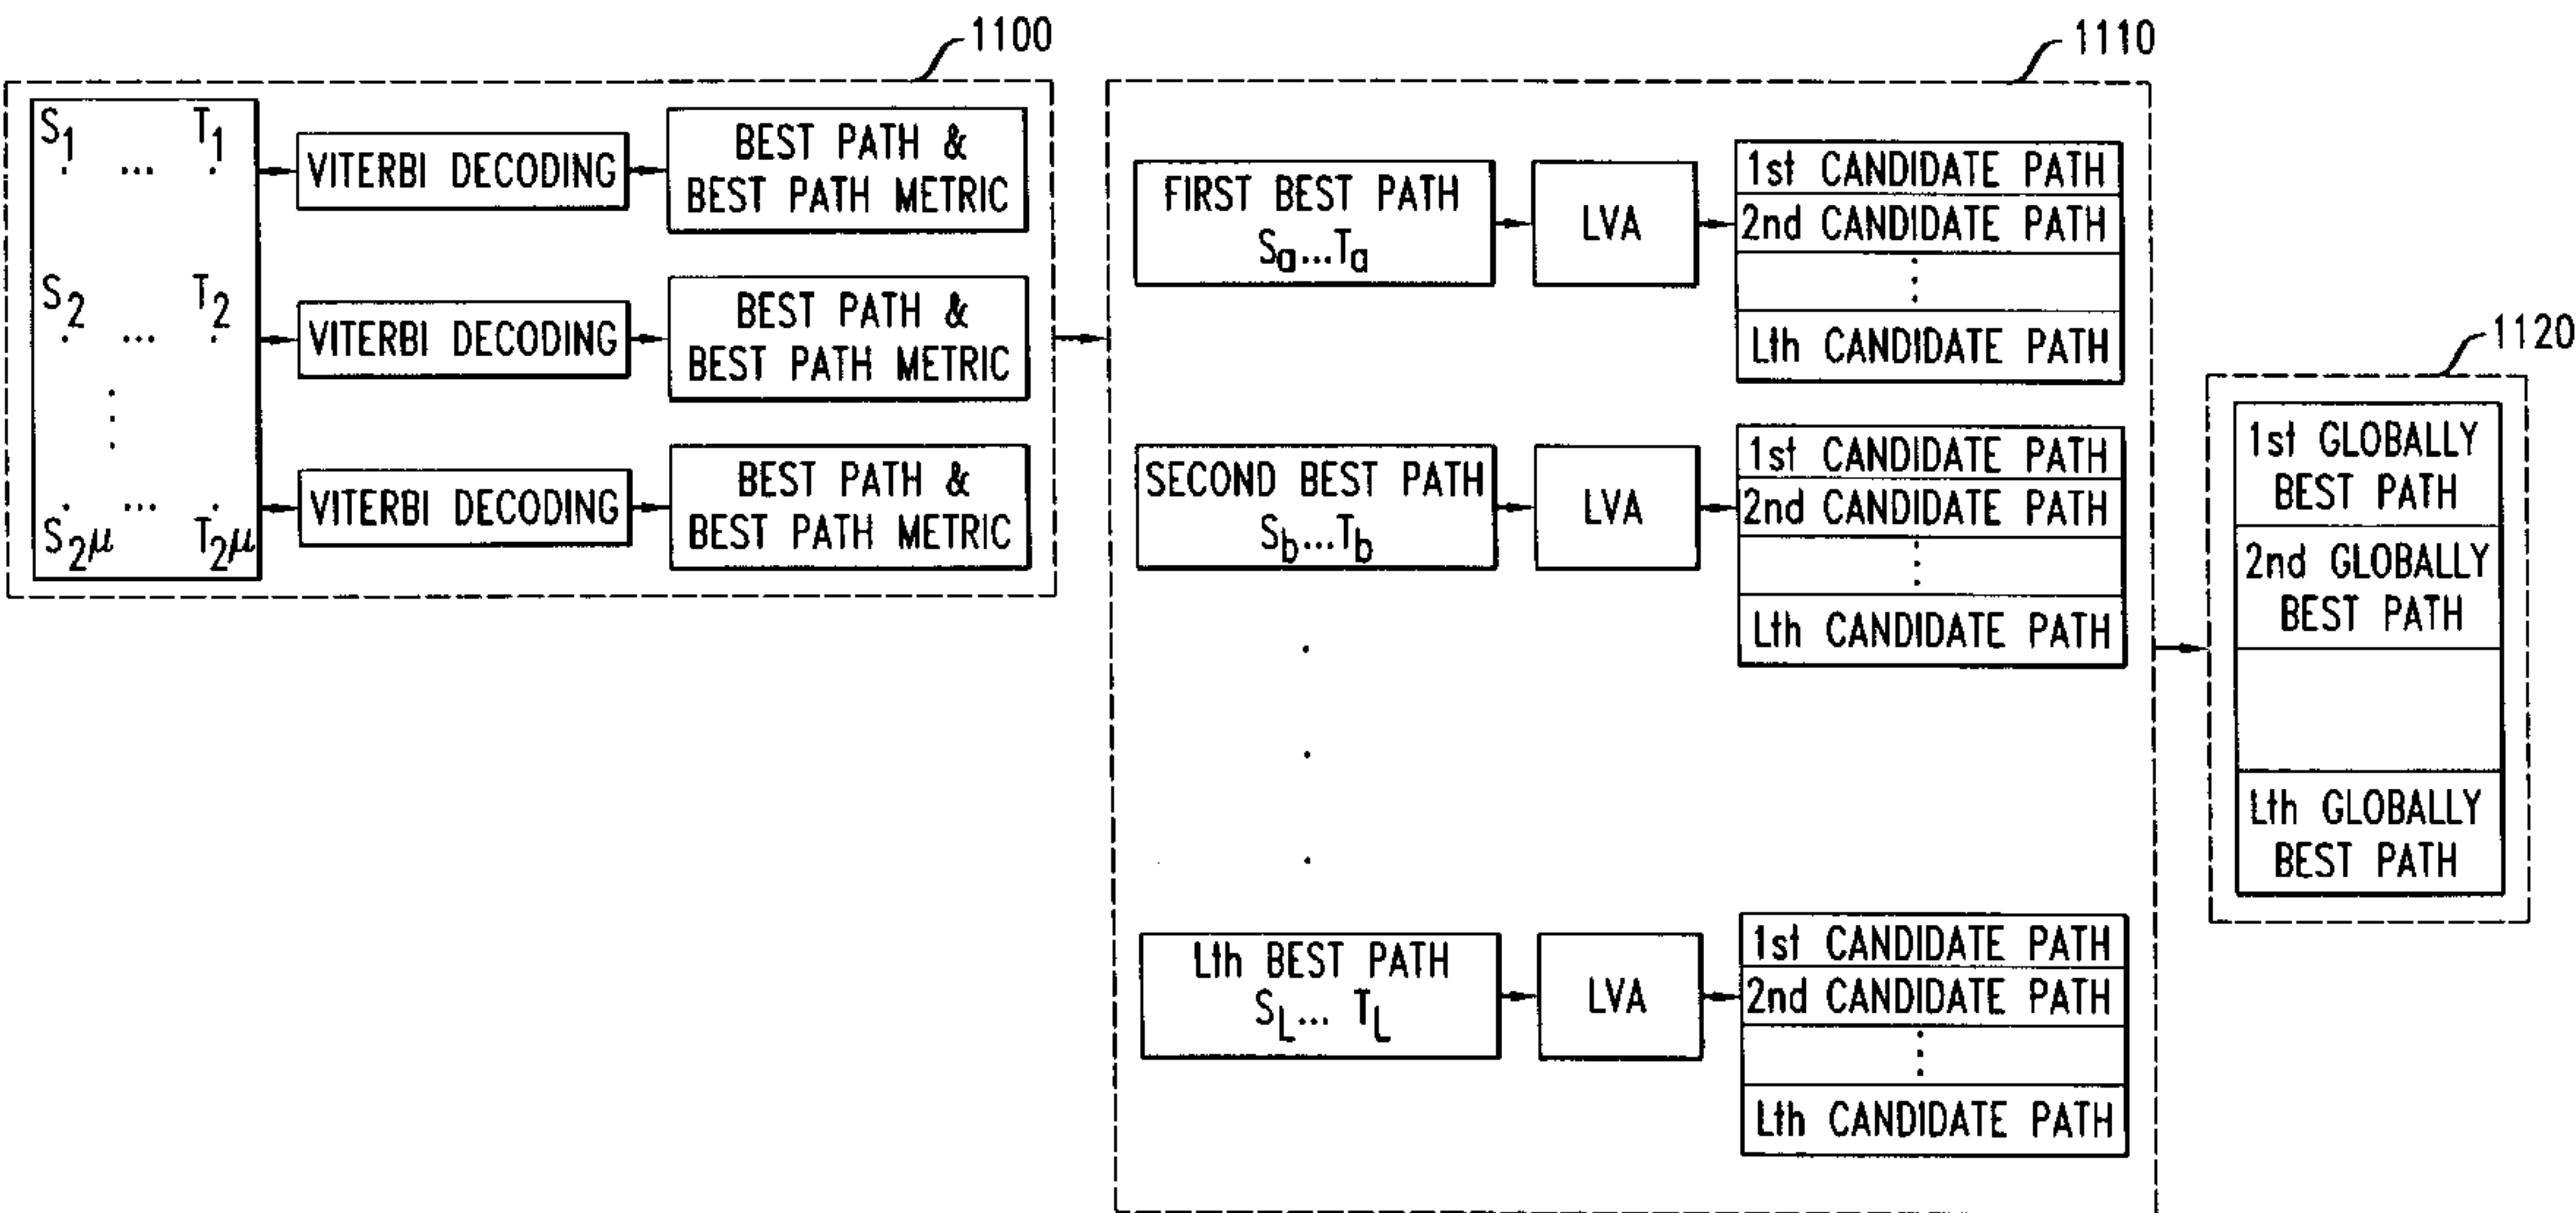 1100
S1 ... T1
VITERBI DECODING
BEST PATH &
BEST PATH METRIC
S2 ... T2
VITERBI DECODING
BEST PATH &
BEST PATH METRIC
S2μ ... T2μ
VITERBI DECODING
BEST PATH &
BEST PATH METRIC
1110
FIRST BEST PATH
Sa...Ta
LVA
1st CANDIDATE PATH
2nd CANDIDATE PATH
Lth CANDIDATE PATH
SECOND BEST PATH
Sb...Tb
LVA
1st CANDIDATE PATH
2nd CANDIDATE PATH
Lth CANDIDATE PATH
Lth BEST PATH
SL... TL
LVA
1st CANDIDATE PATH
2nd CANDIDATE PATH
Lth CANDIDATE PATH
1120
1st GLOBALLY
BEST PATH
2nd GLOBALLY
BEST PATH
Lth GLOBALLY
BEST PATH